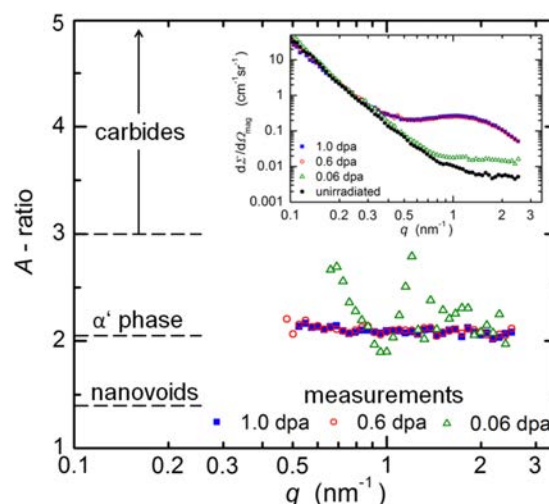 5
4
3
2
1
A - ratio
carbides
α' phase
nanovoids
measurements
1.0 dpa 0.6 dpa 0.06 dpa
0.1 0.2 0.3 0.5 1 2 3
q (nm⁻¹)
dΣ/dΩmag (cm⁻¹sr⁻¹)
10
1
0.1
0.01
0.001
1.0 dpa
0.6 dpa
0.06 dpa
unirradiated
0.1 0.2 0.3 0.5 1 2 3
q (nm⁻¹)